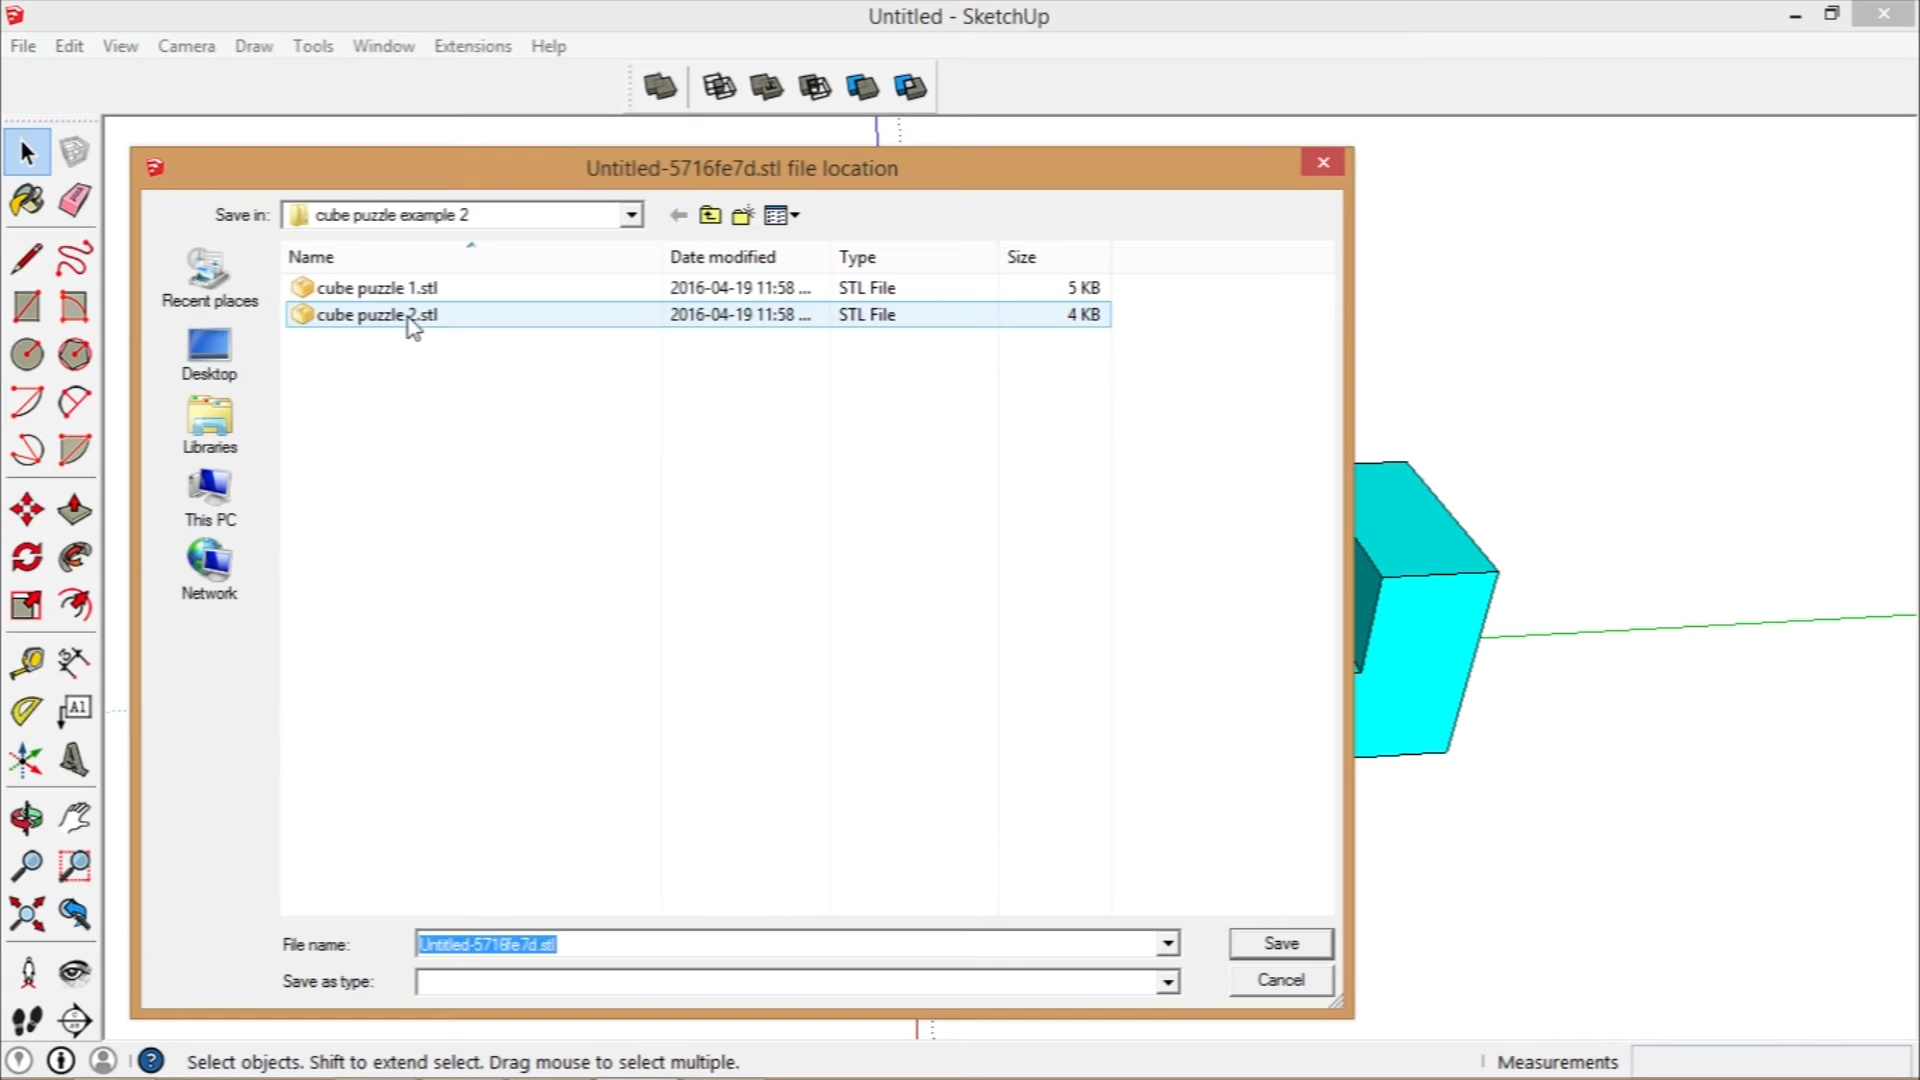 Untitled - SketchUp
File Edit View Camera Draw Tools Window Extensions Help
Untitled-5716fe7d.stl file location
Save in: cube puzzle example 2
Name Date modified Type Size
cube puzzle 1.stl 2016-04-19 11:58 ... STL File 5 KB
cube puzzle 2.stl 2016-04-19 11:58 ... STL File 4 KB
Recent places
Desktop
Libraries
This PC
Network
A1
File name: Untitled-5716fe7d.stl Save
Save as type: Cancel
Select objects. Shift to extend select. Drag mouse to select multiple. Measurements